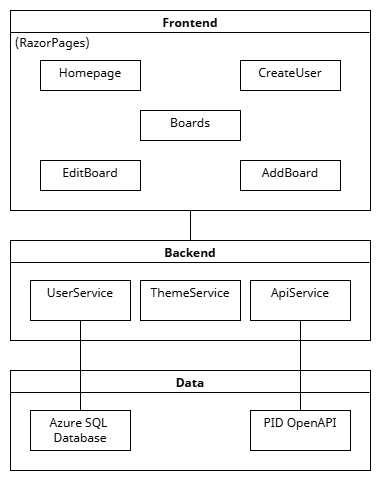 Frontend
(RazorPages)
Homepage
CreateUser
Boards
EditBoard
AddBoard
Backend
UserService
ThemeService
ApiService
Data
Azure SQL
Database
PID OpenAPI